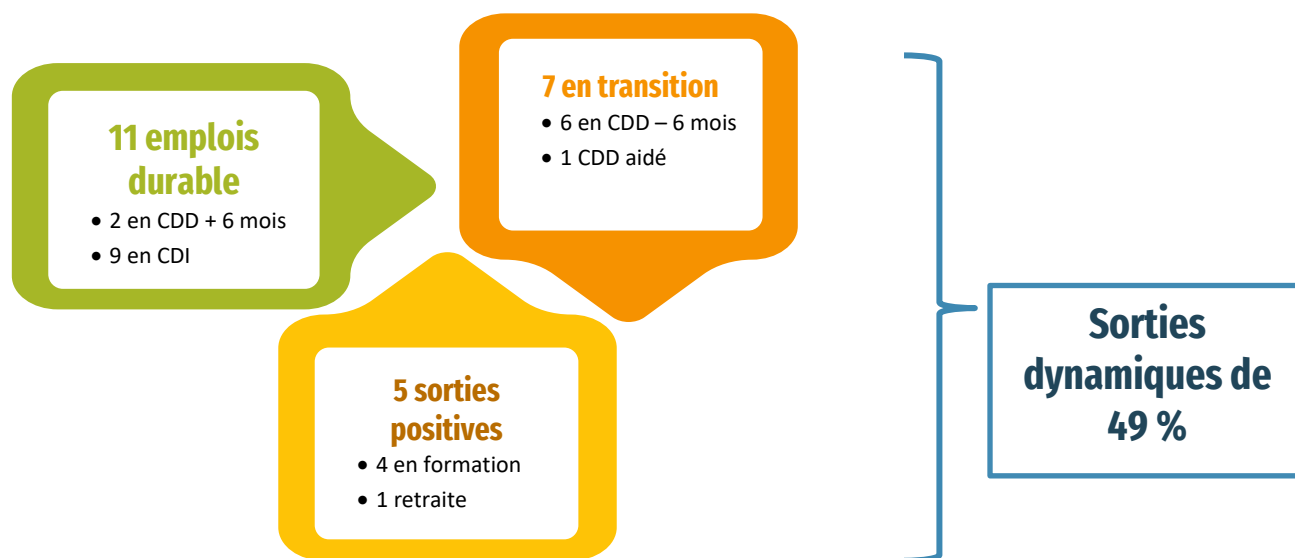 11 emplois
durable
• 2 en CDD + 6 mois
• 9 en CDI
7 en transition
• 6 en CDD – 6 mois
• 1 CDD aidé
5 sorties
positives
• 4 en formation
• 1 retraite
Sorties
dynamiques de
49 %